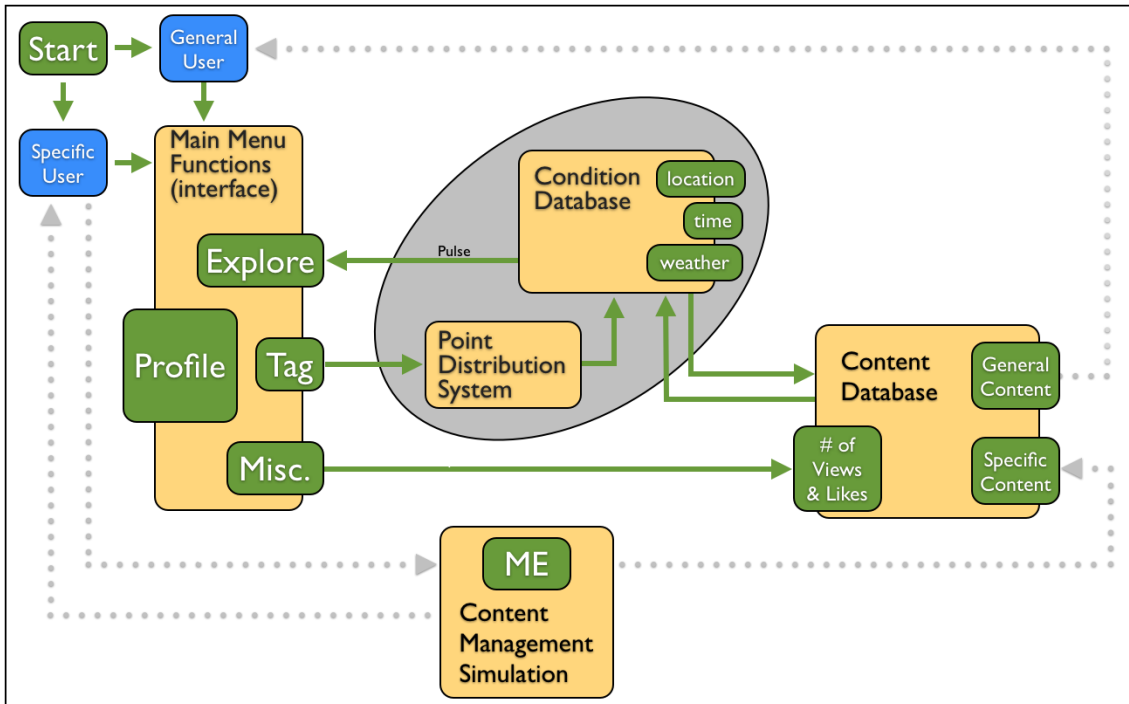 Start
General
User
Specific
User
Main Menu
Functions
(interface)
Explore
Profile
Tag
Misc.
Pulse
Condition
Database
location
time
weather
Point
Distribution
System
Content
Database
General
Content
# of
Views
& Likes
Specific
Content
ME
Content
Management
Simulation